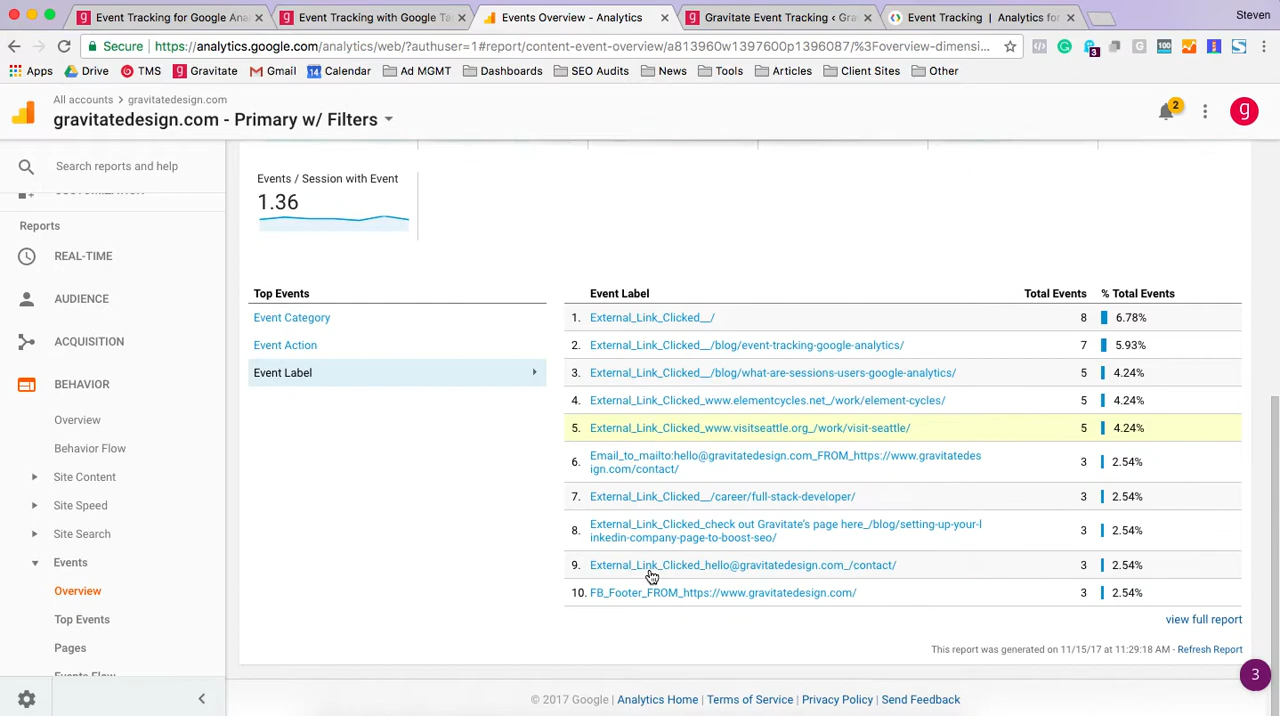 Event Tracking for Google Ana
Event Tracking with Google Ta
Events Overview - Analytics
Gravitate Event Tracking ‹ Gra
Event Tracking | Analytics for
Steven
Secure
https://analytics.google.com/analytics/web/?authuser=1#report/content-event-overview/a813960w1397600p1396087/%3Foverview-dimensi...
100
3
Apps
Drive
TMS
Gravitate
Gmail
14
Calendar
Ad MGMT
Dashboards
SEO Audits
News
Tools
Articles
Client Sites
Other
All accounts > gravitatedesign.com
gravitatedesign.com - Primary w/ Filters
2
g
Search reports and help
CUSTOMIZATION
Reports
REAL-TIME
AUDIENCE
ACQUISITION
BEHAVIOR
Overview
Behavior Flow
Site Content
Site Speed
Site Search
Events
Overview
Top Events
Pages
Events Flow
Events / Session with Event
1.36
Top Events
Event Category
Event Action
Event Label
Event Label Total Events % Total Events
1. External_Link_Clicked__/ 8 6.78%
2. External_Link_Clicked__/blog/event-tracking-google-analytics/ 7 5.93%
3. External_Link_Clicked__/blog/what-are-sessions-users-google-analytics/ 5 4.24%
4. External_Link_Clicked_www.elementcycles.net_/work/element-cycles/ 5 4.24%
5. External_Link_Clicked_www.visitseattle.org_/work/visit-seattle/ 5 4.24%
6. Email_to_mailto:hello@gravitatedesign.com_FROM_https://www.gravitatedes
ign.com/contact/ 3 2.54%
7. External_Link_Clicked__/career/full-stack-developer/ 3 2.54%
8. External_Link_Clicked_check out Gravitate's page here_/blog/setting-up-your-l
inkedin-company-page-to-boost-seo/ 3 2.54%
9. External_Link_Clicked_hello@gravitatedesign.com_/contact/ 3 2.54%
10. FB_Footer_FROM_https://www.gravitatedesign.com/ 3 2.54%
view full report
This report was generated on 11/15/17 at 11:29:18 AM - Refresh Report
3
© 2017 Google | Analytics Home | Terms of Service | Privacy Policy | Send Feedback